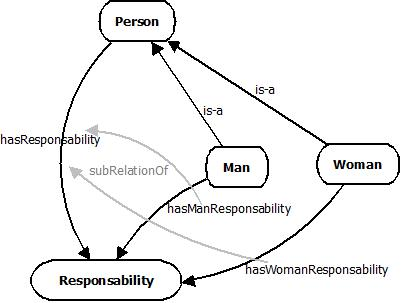 Person
is-a
is-a
hasResponsability
subRelationOf
Man
Woman
hasManResponsability
hasWomanResponsability
Responsability